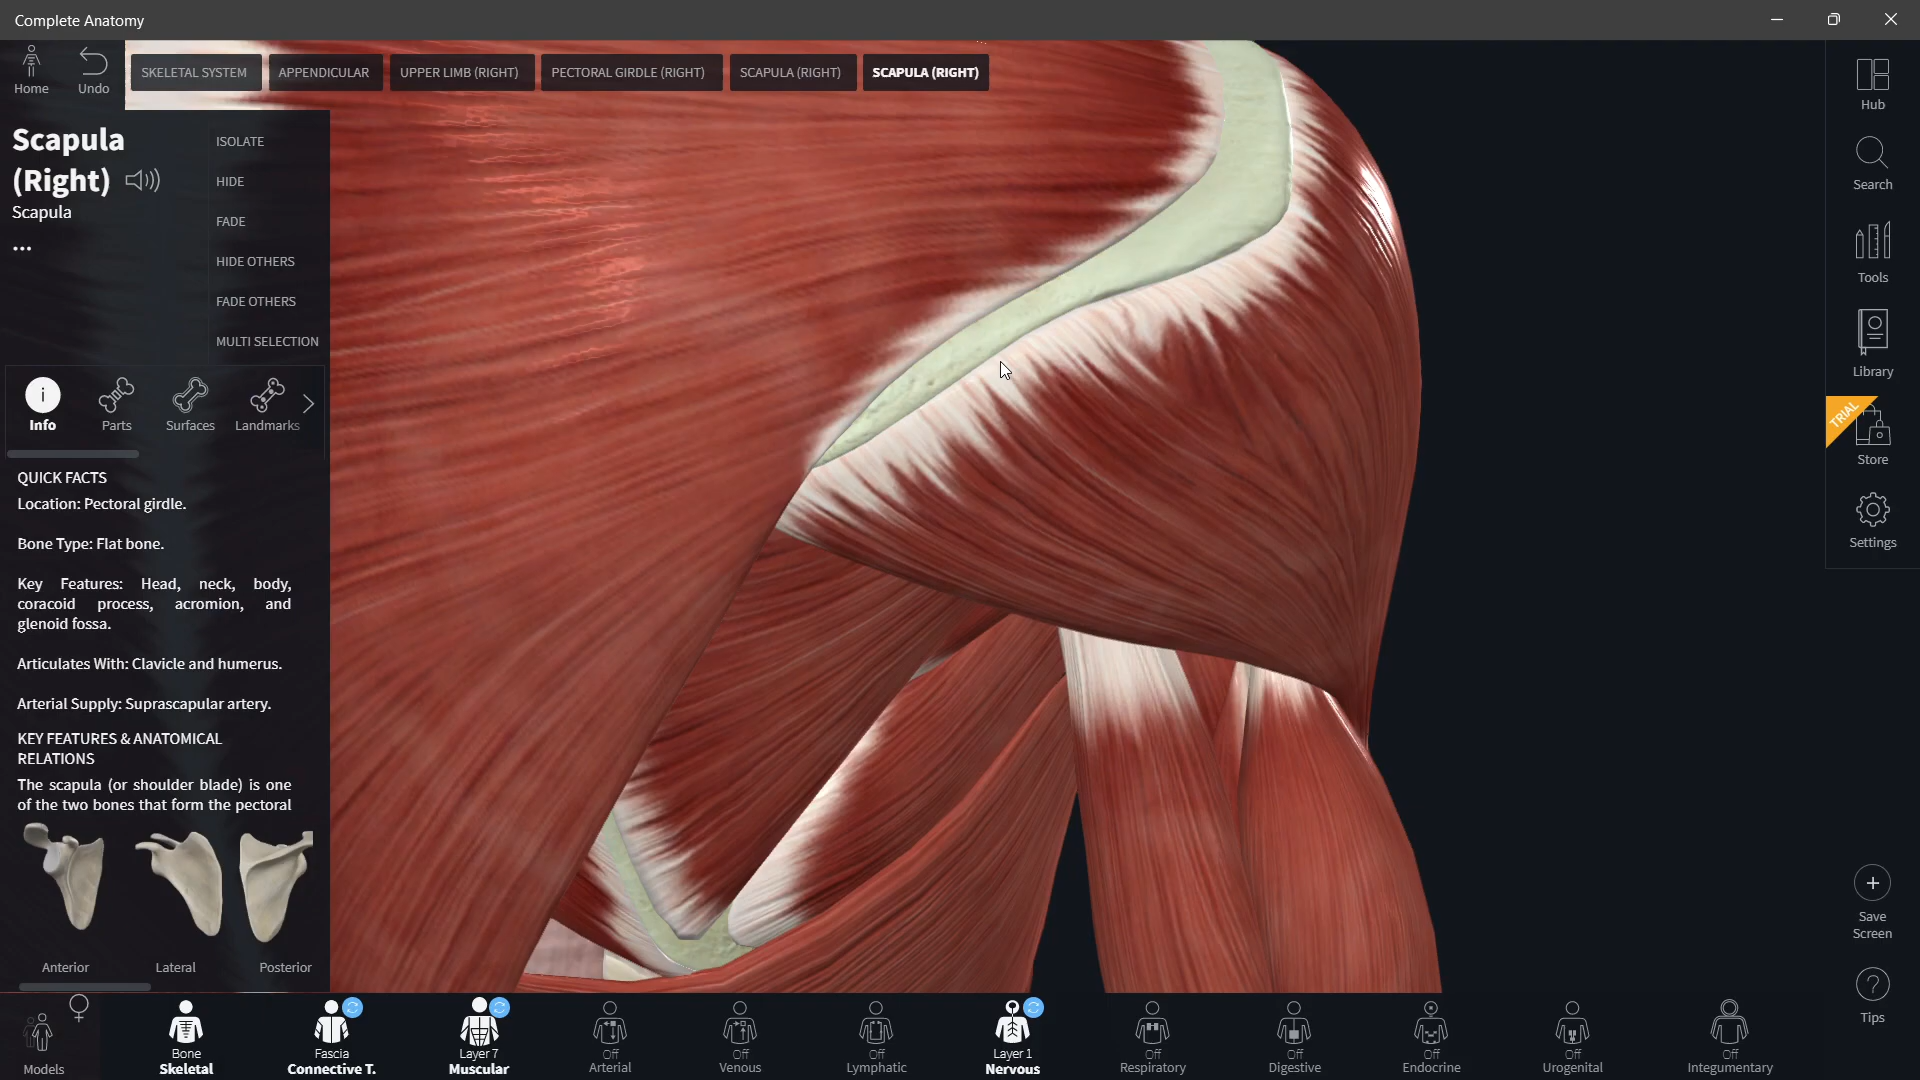 Complete Anatomy
Home
Undo
SKELETAL SYSTEM
APPENDICULAR
UPPER LIMB (RIGHT)
PECTORAL GIRDLE (RIGHT)
SCAPULA (RIGHT)
SCAPULA (RIGHT)
Scapula
(Right)
Scapula
...
ISOLATE
HIDE
FADE
HIDE OTHERS
FADE OTHERS
MULTI SELECTION
Info
Parts
Surfaces
Landmarks
QUICK FACTS
Location: Pectoral girdle.
Bone Type: Flat bone.
Key Features: Head, neck, body,
coracoid process, acromion, and
glenoid fossa.
Articulates With: Clavicle and humerus.
Arterial Supply: Suprascapular artery.
KEY FEATURES & ANATOMICAL
RELATIONS
The scapula (or shoulder blade) is one
of the two bones that form the pectoral
Anterior
Lateral
Posterior
Hub
Search
Tools
Library
TRIAL
Store
Settings
Save
Screen
Tips
Models
Bone
Skeletal
Fascia
Connective T.
Layer 7
Muscular
Off
Arterial
Off
Venous
Off
Lymphatic
Layer 1
Nervous
Off
Respiratory
Off
Digestive
Off
Endocrine
Off
Urogenital
Off
Integumentary